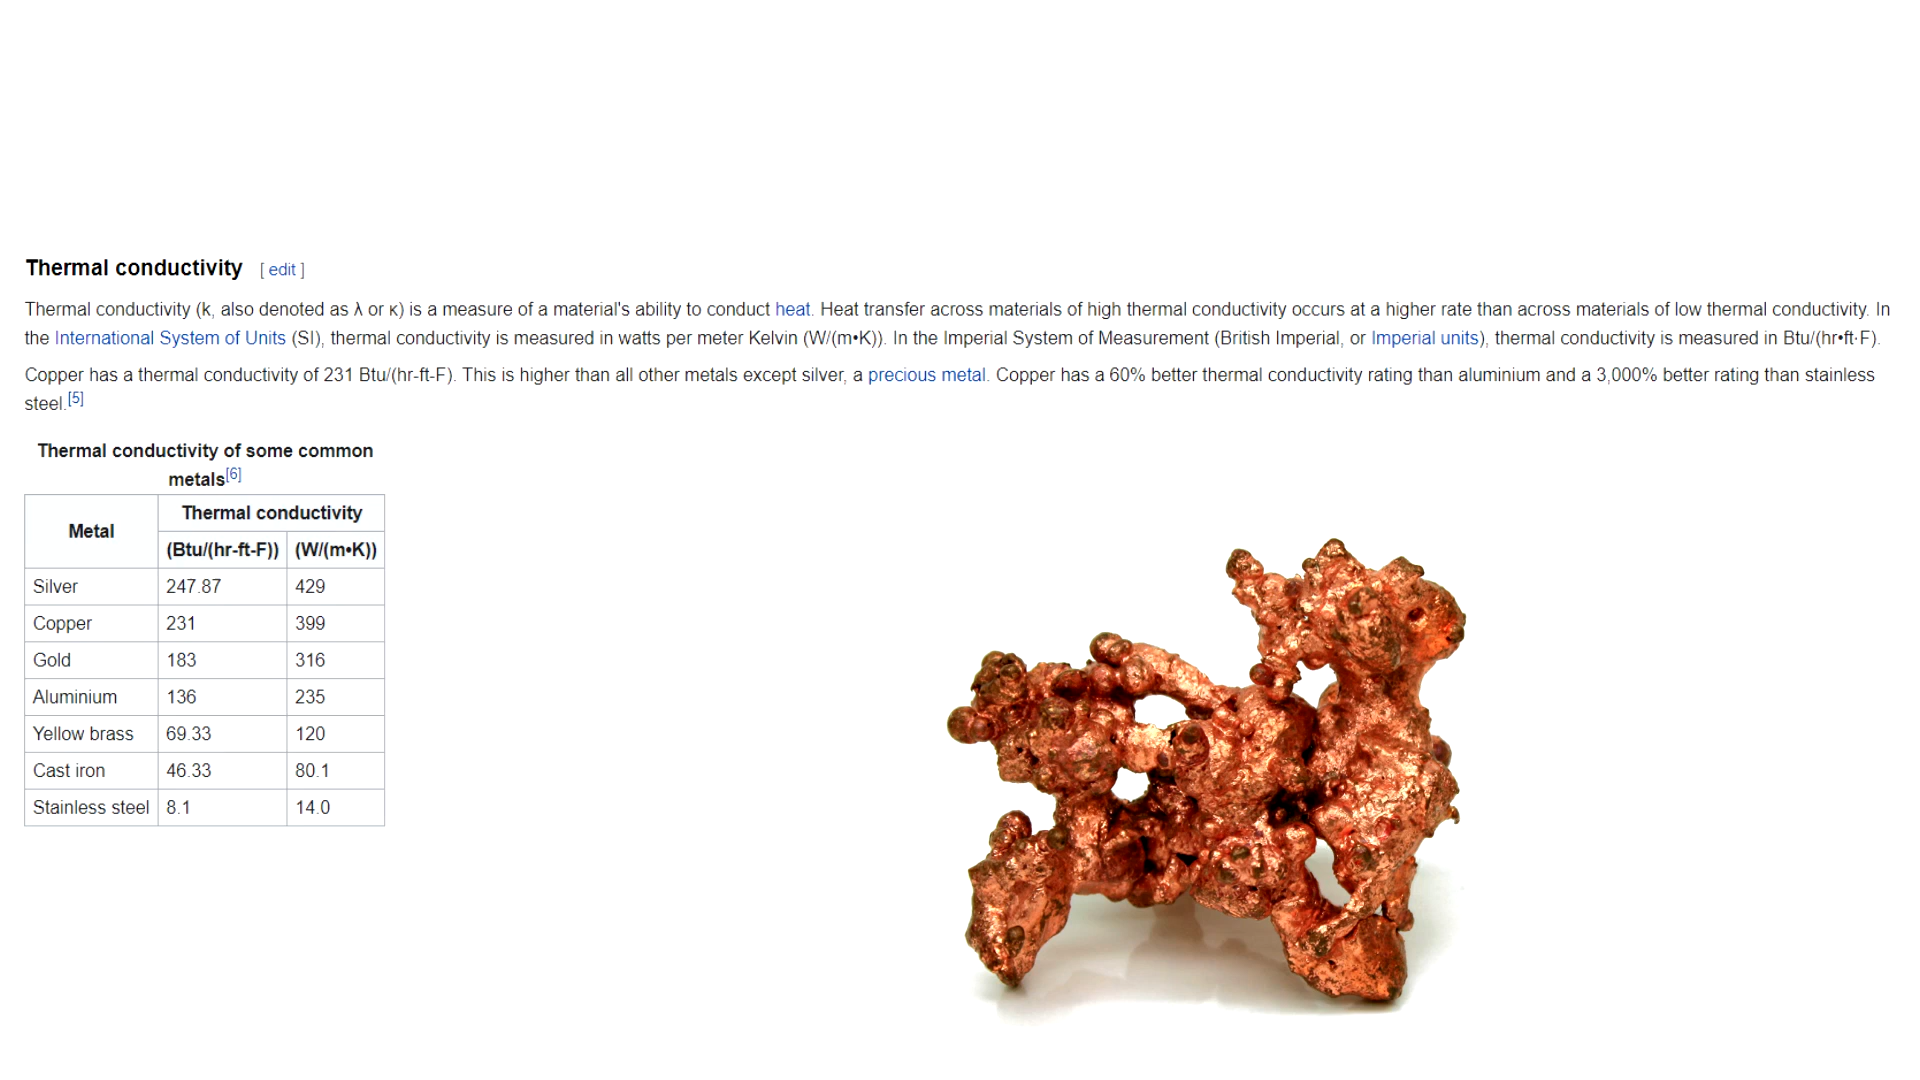 Thermal conductivity [ edit ]
Thermal conductivity (k, also denoted as λ or κ) is a measure of a material's ability to conduct heat. Heat transfer across materials of high thermal conductivity occurs at a higher rate than across materials of low thermal conductivity. In
the International System of Units (SI), thermal conductivity is measured in watts per meter Kelvin (W/(m•K)). In the Imperial System of Measurement (British Imperial, or Imperial units), thermal conductivity is measured in Btu/(hr•ft⋅F).
Copper has a thermal conductivity of 231 Btu/(hr-ft-F). This is higher than all other metals except silver, a precious metal. Copper has a 60% better thermal conductivity rating than aluminium and a 3,000% better rating than stainless
steel.[5]
Thermal conductivity of some common
metals[6]
Metal
Thermal conductivity
(Btu/(hr-ft-F)) (W/(m•K))
Silver 247.87 429
Copper 231 399
Gold 183 316
Aluminium 136 235
Yellow brass 69.33 120
Cast iron 46.33 80.1
Stainless steel 8.1 14.0